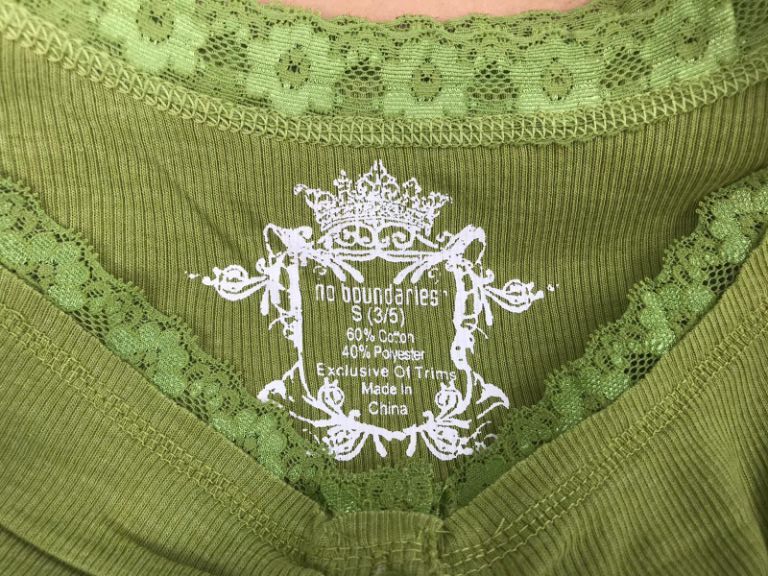 no boundaries
S (3/5)
60% Cotton
40% Polyester
Exclusive Of Trims
Made In
China